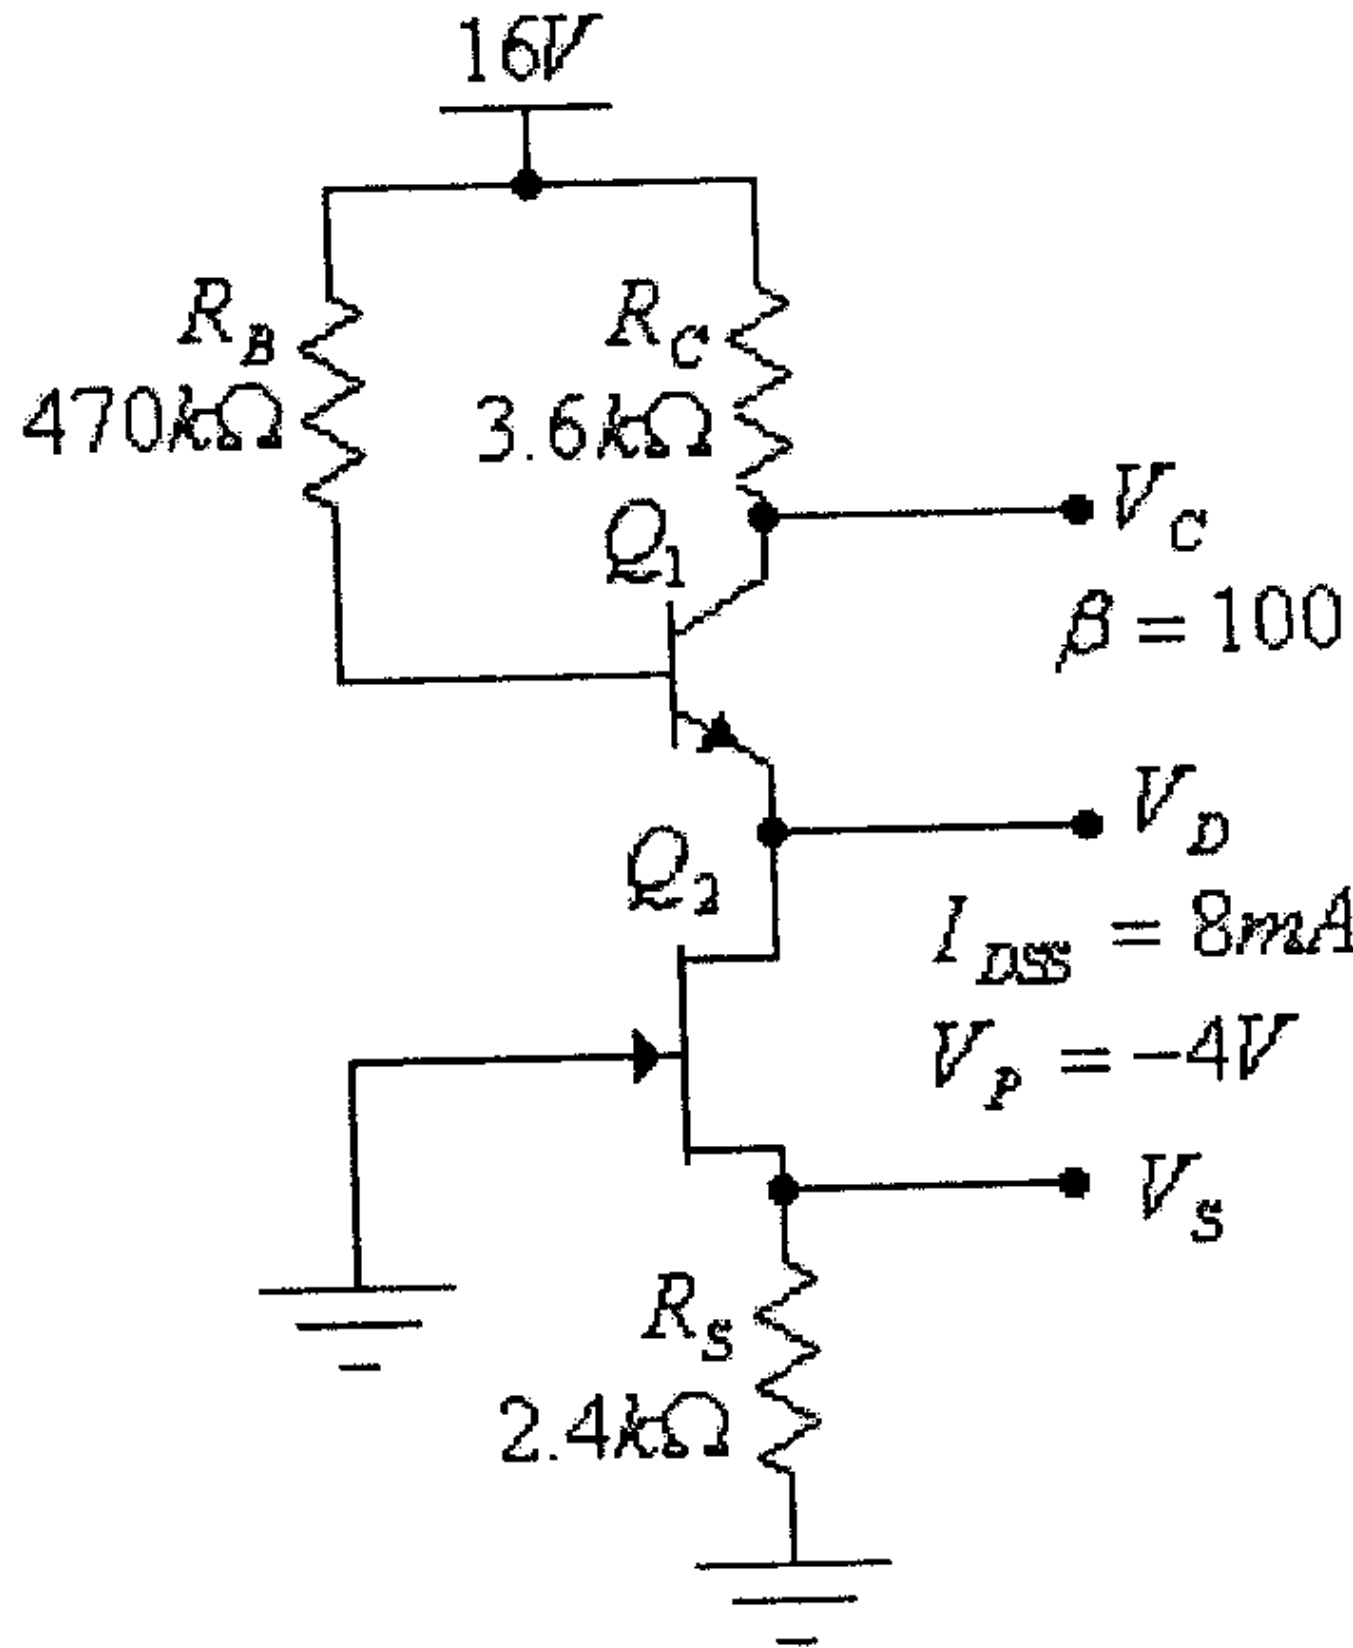 16V
R_B
470kΩ
R_C
3.6kΩ
Q_1
V_C
β = 100
V_D
Q_2
I_DSS = 8mA
V_P = −4V
V_S
R_S
2.4kΩ